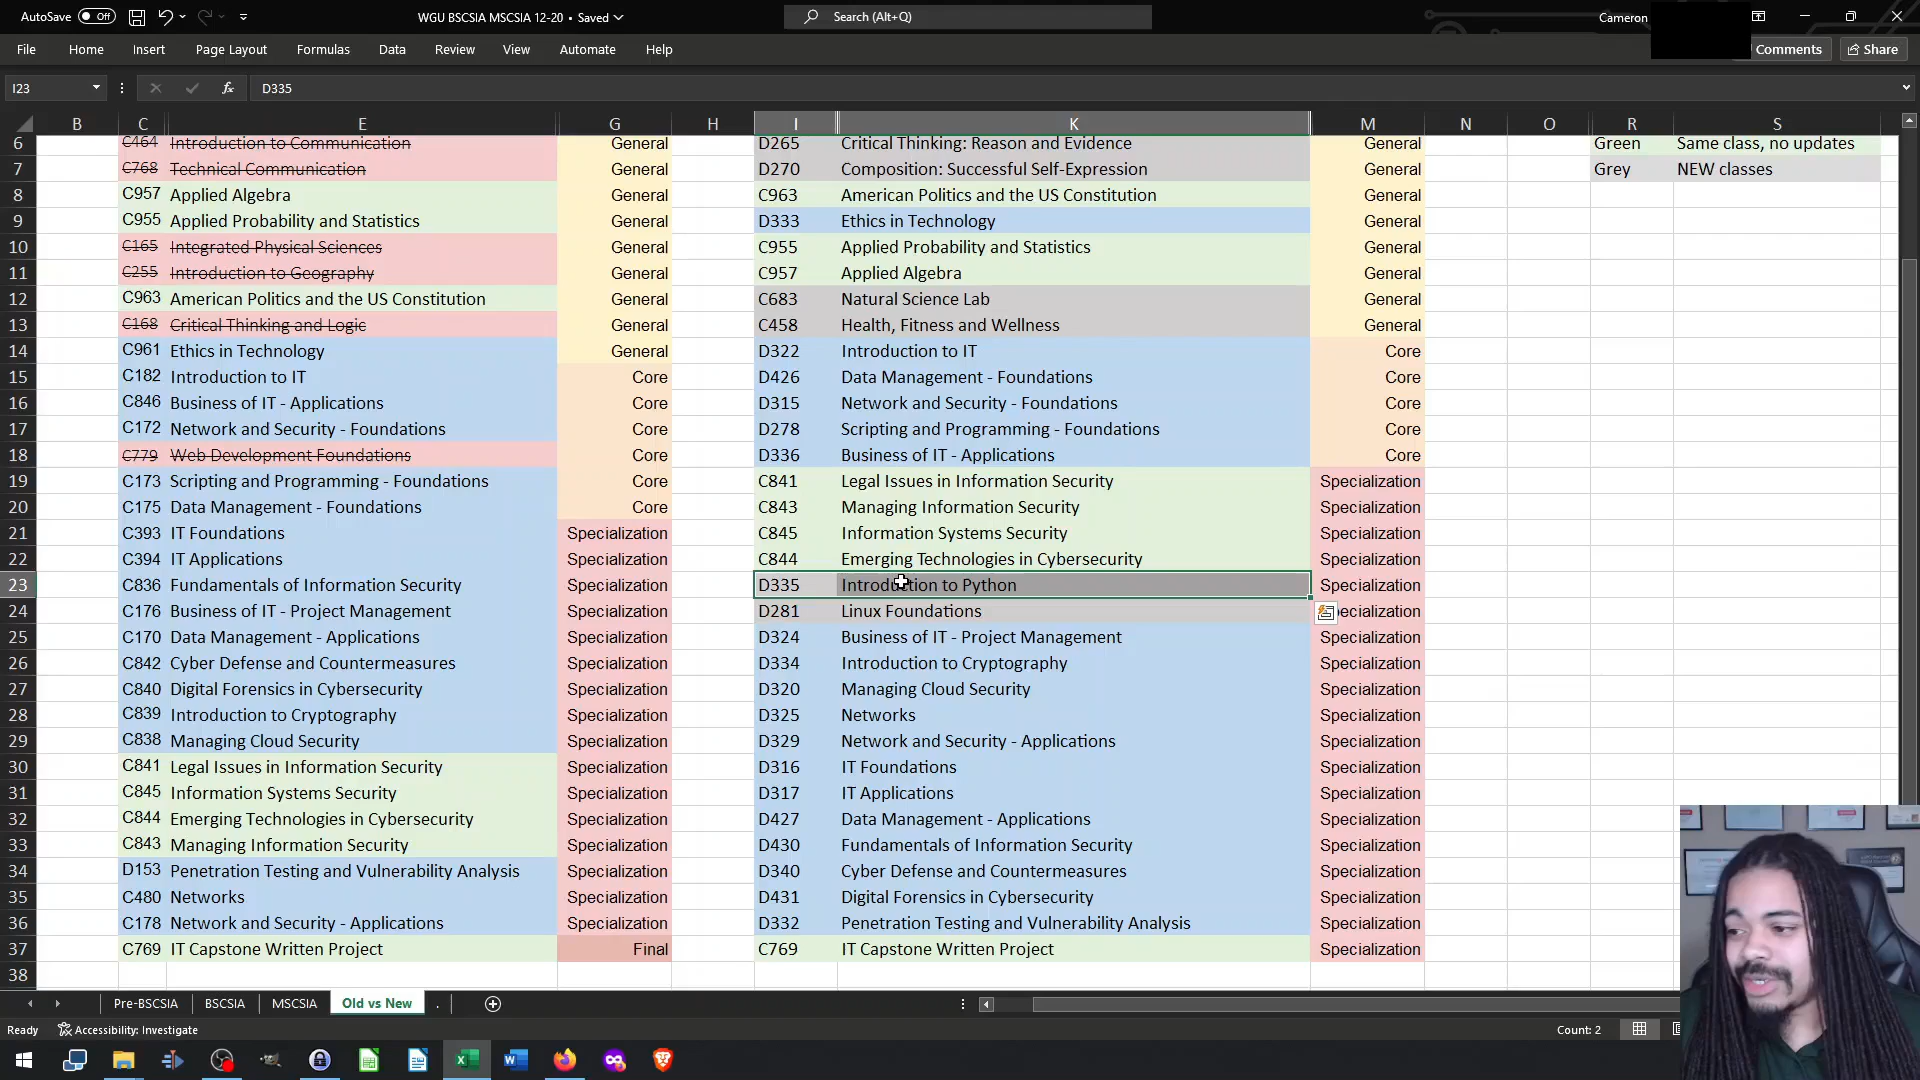 AutoSave Off WGU BSCSIA MSCSIA 12-20 • Saved Search (Alt+Q) Cameron
File Home Insert Page Layout Formulas Data Review View Automate Help Comments Share
I23 fx D335
B C E G H I K M N O R S
6 C464 Introduction to Communication General D265 Critical Thinking: Reason and Evidence General Green Same class, no updates
7 C768 Technical Communication General D270 Composition: Successful Self-Expression General Grey NEW classes
8 C957 Applied Algebra General C963 American Politics and the US Constitution General
9 C955 Applied Probability and Statistics General D333 Ethics in Technology General
10 C165 Integrated Physical Sciences General C955 Applied Probability and Statistics General
11 C255 Introduction to Geography General C957 Applied Algebra General
12 C963 American Politics and the US Constitution General C683 Natural Science Lab General
13 C168 Critical Thinking and Logic General C458 Health, Fitness and Wellness General
14 C961 Ethics in Technology General D322 Introduction to IT Core
15 C182 Introduction to IT Core D426 Data Management - Foundations Core
16 C846 Business of IT - Applications Core D315 Network and Security - Foundations Core
17 C172 Network and Security - Foundations Core D278 Scripting and Programming - Foundations Core
18 C779 Web Development Foundations Core D336 Business of IT - Applications Core
19 C173 Scripting and Programming - Foundations Core C841 Legal Issues in Information Security Specialization
20 C175 Data Management - Foundations Core C843 Managing Information Security Specialization
21 C393 IT Foundations Specialization C845 Information Systems Security Specialization
22 C394 IT Applications Specialization C844 Emerging Technologies in Cybersecurity Specialization
23 C836 Fundamentals of Information Security Specialization D335 Introduction to Python Specialization
24 C176 Business of IT - Project Management Specialization D281 Linux Foundations ecialization
25 C170 Data Management - Applications Specialization D324 Business of IT - Project Management Specialization
26 C842 Cyber Defense and Countermeasures Specialization D334 Introduction to Cryptography Specialization
27 C840 Digital Forensics in Cybersecurity Specialization D320 Managing Cloud Security Specialization
28 C839 Introduction to Cryptography Specialization D325 Networks Specialization
29 C838 Managing Cloud Security Specialization D329 Network and Security - Applications Specialization
30 C841 Legal Issues in Information Security Specialization D316 IT Foundations Specialization
31 C845 Information Systems Security Specialization D317 IT Applications Specialization
32 C844 Emerging Technologies in Cybersecurity Specialization D427 Data Management - Applications Specialization
33 C843 Managing Information Security Specialization D430 Fundamentals of Information Security Specialization
34 D153 Penetration Testing and Vulnerability Analysis Specialization D340 Cyber Defense and Countermeasures Specialization
35 C480 Networks Specialization D431 Digital Forensics in Cybersecurity Specialization
36 C178 Network and Security - Applications Specialization D332 Penetration Testing and Vulnerability Analysis Specialization
37 C769 IT Capstone Written Project Final C769 IT Capstone Written Project Specialization
38
Pre-BSCSIA BSCSIA MSCSIA Old vs New .
Ready Accessibility: Investigate Count: 2